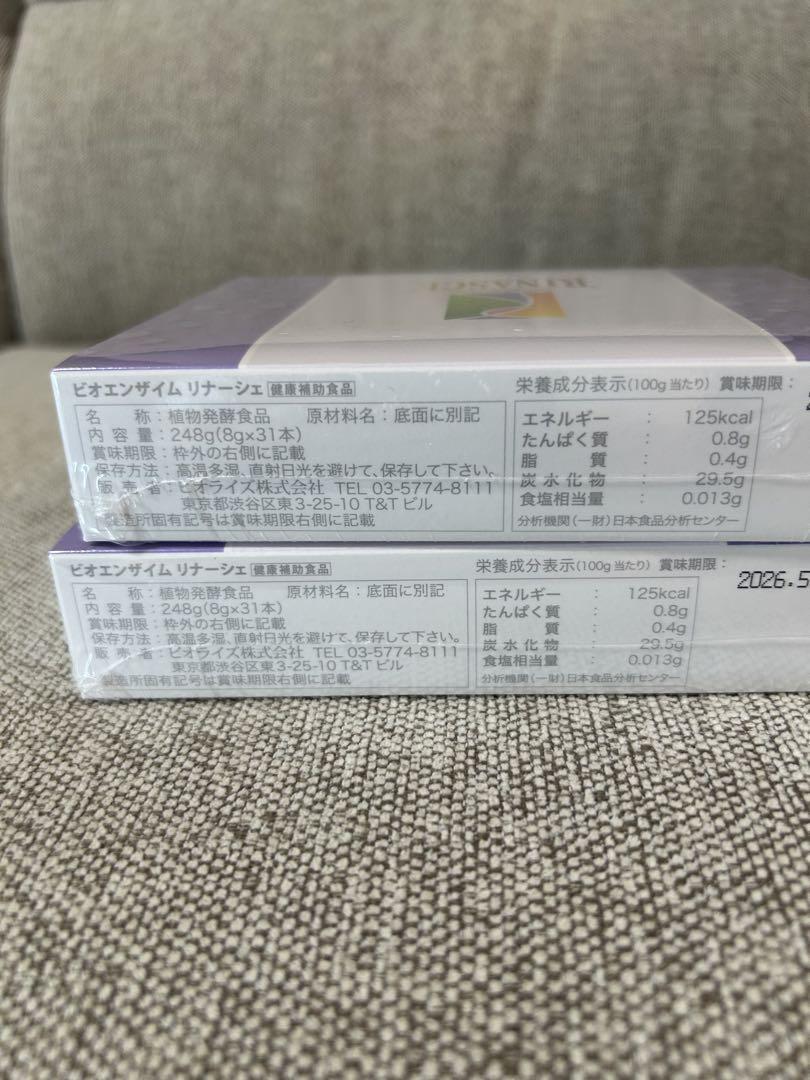 RINASC
ビオエンザイム リナーシェ 健康補助食品
名 称：植物発酵食品 原材料名：底面に別記
内 容 量：248g(8g×31本)
賞味期限：枠外の右側に記載
保存方法：高温多湿、直射日光を避けて、保存して下さい。
販 売 者：ビオライズ株式会社 TEL 03-5774-8111
東京都渋谷区東3-25-10 T&T ビル
製造所固有記号は賞味期限右側に記載
栄養成分表示(100g当たり) 賞味期限：
エネルギー ： 125kcal
たんぱく質 ： 0.8g
脂 質 ： 0.4g
炭水化物 ： 29.5g
食塩相当量 ： 0.013g
分析機関(一財)日本食品分析センター
ビオエンザイム リナーシェ 健康補助食品
名 称：植物発酵食品 原材料名：底面に別記
内 容 量：248g(8g×31本)
賞味期限：枠外の右側に記載
保存方法：高温多湿、直射日光を避けて、保存して下さい。
販 売 者：ビオライズ株式会社 TEL 03-5774-8111
東京都渋谷区東3-25-10 T&T ビル
製造所固有記号は賞味期限右側に記載
栄養成分表示(100g当たり) 賞味期限：
2026.5
エネルギー ： 125kcal
たんぱく質 ： 0.8g
脂 質 ： 0.4g
炭水化物 ： 29.5g
食塩相当量 ： 0.013g
分析機関(一財)日本食品分析センター